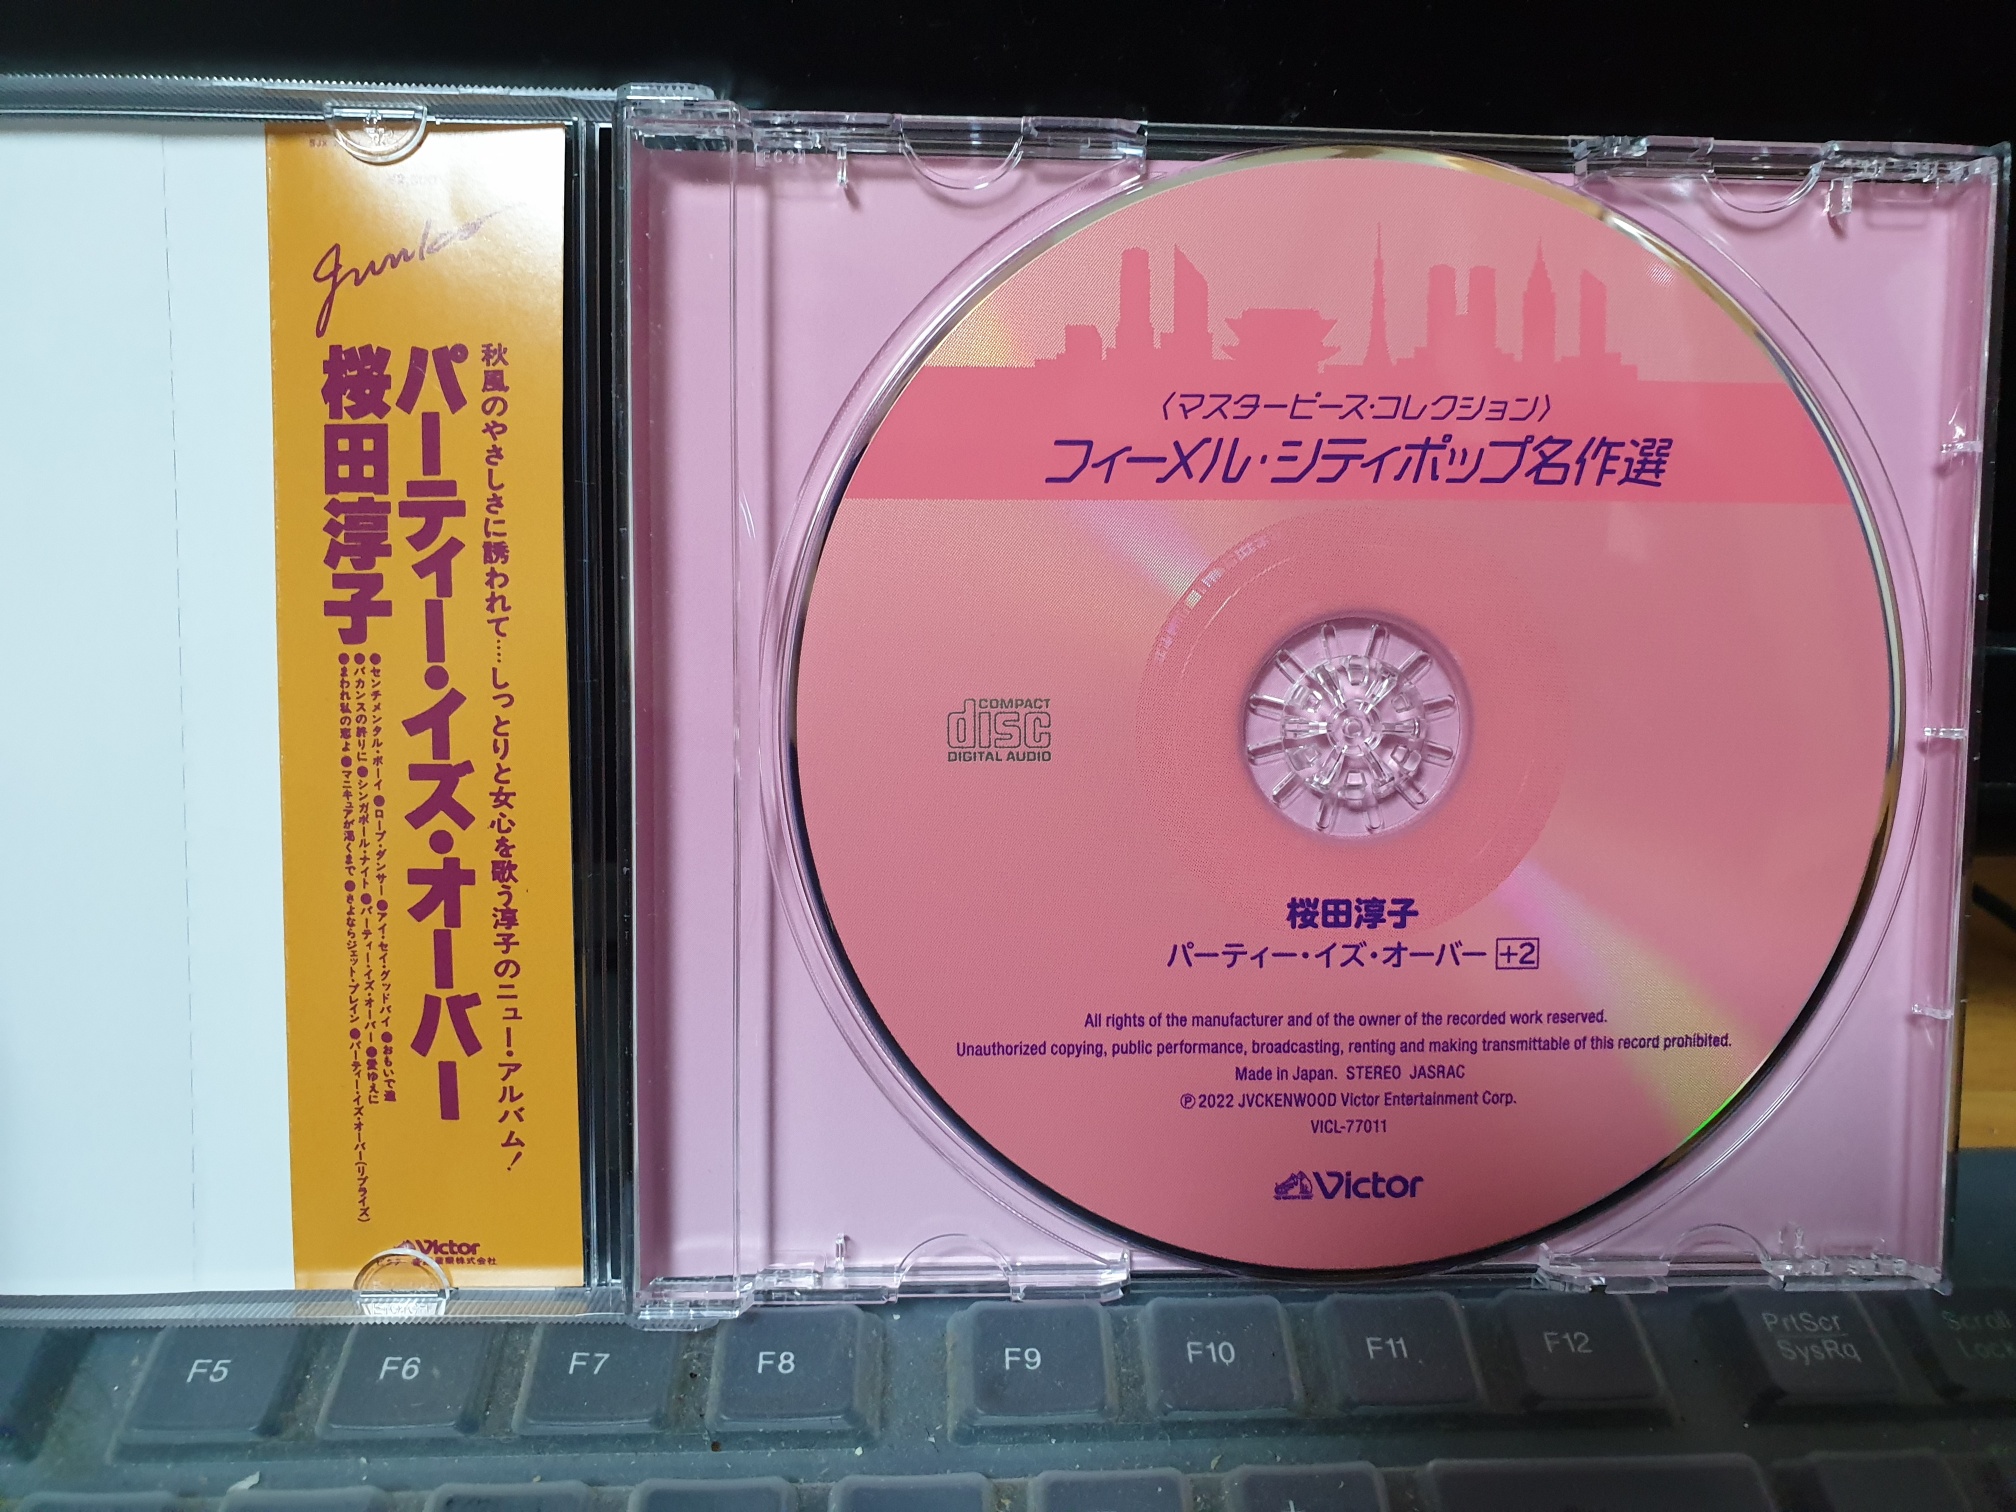 junko
秋風のやさしさに誘われて……しっとりと女心を歌う淳子のニュー・アルバム!
パーティー・イズ・オーバー
桜田淳子
●センチメンタル・ボーイ●ロープ・ダンサー●アイ・セイ・グッドバイ●おもいで道
●バカンスの終りに●シンガポール・ナイト●パーティー・イズ・オーバー●愛ゆえに
●まわれ私の恋よ●マニキュアが渇くまで●さよならジェット・プレイン●パーティー・イズ・オーバー(リプライズ)
Victor
〈マスターピース・コレクション〉
フィーメル・シティポップ名作選
COMPACT
disc
DIGITAL AUDIO
桜田淳子
パーティー・イズ・オーバー +2
All rights of the manufacturer and of the owner of the recorded work reserved.
Unauthorized copying, public performance, broadcasting, renting and making transmittable of this record prohibited.
Made in Japan. STEREO JASRAC
Ⓟ 2022 JVCKENWOOD Victor Entertainment Corp.
VICL-77011
Victor
F5 F6 F7 F8 F9 F10 F11 F12 PrtScr
SysRq
Scroll
Lock